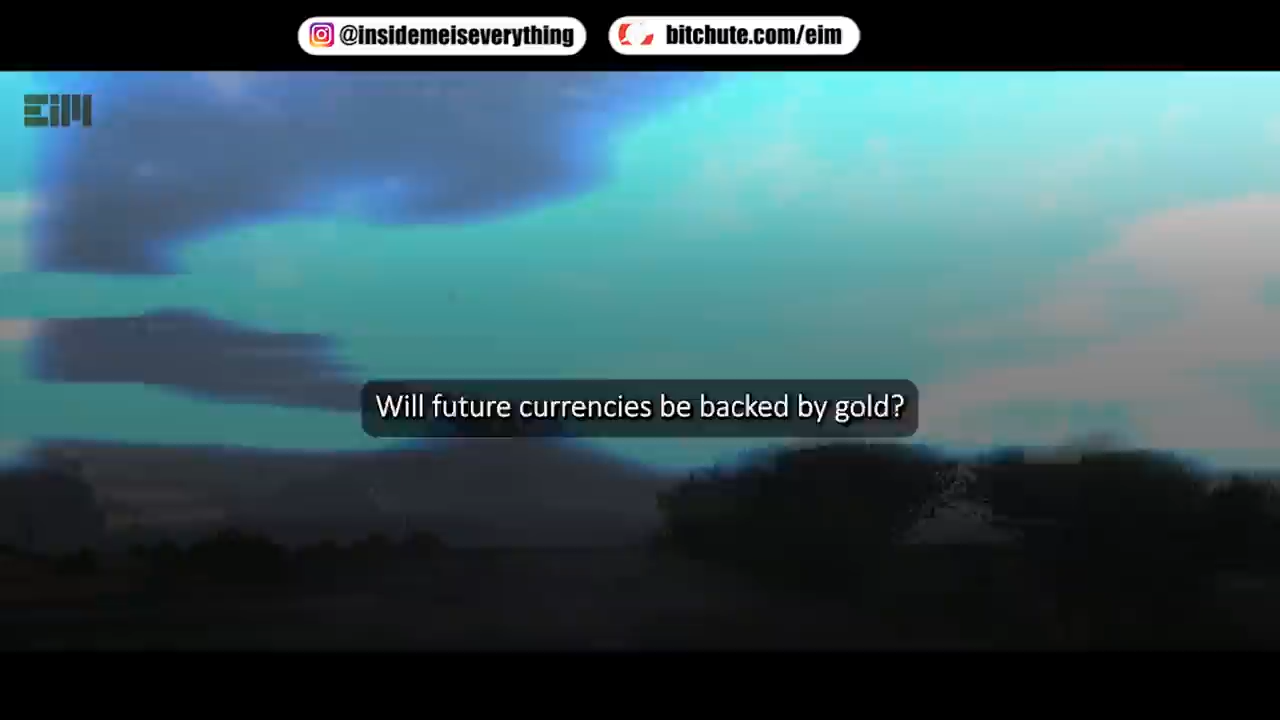 @insidemeiseverything
bitchute.com/eim
EiM
Will future currencies be backed by gold?